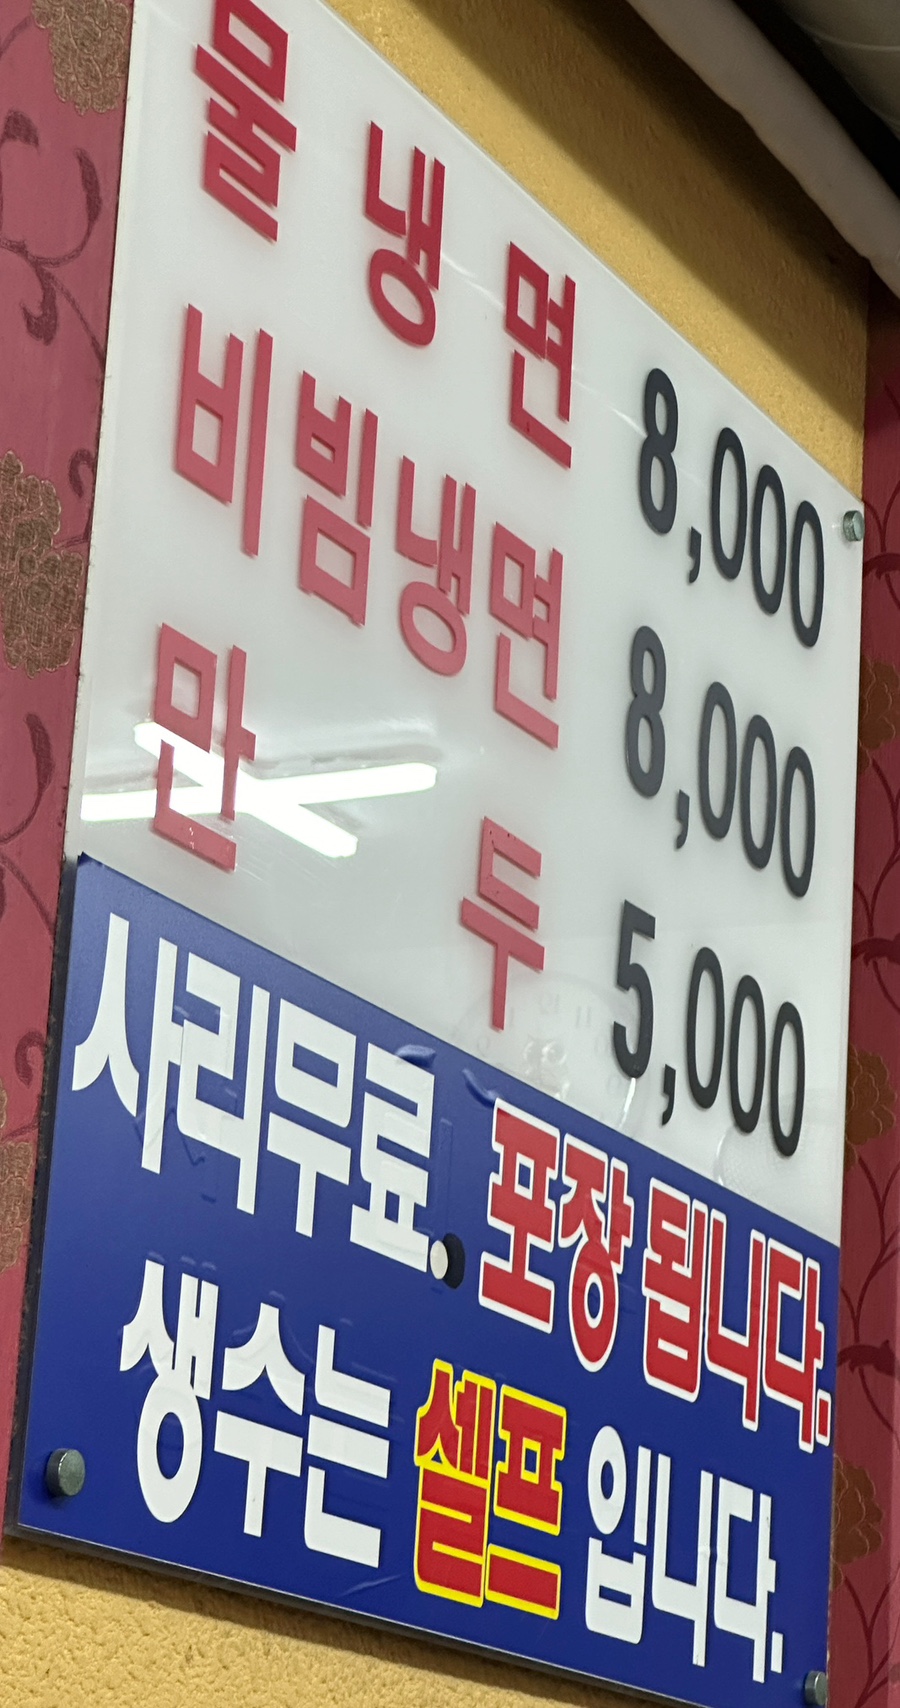 물 냉 면 8,000
비빔냉면 8,000
만 두 5,000
사리무료. 포장 됩니다.
생수는 셀프 입니다.